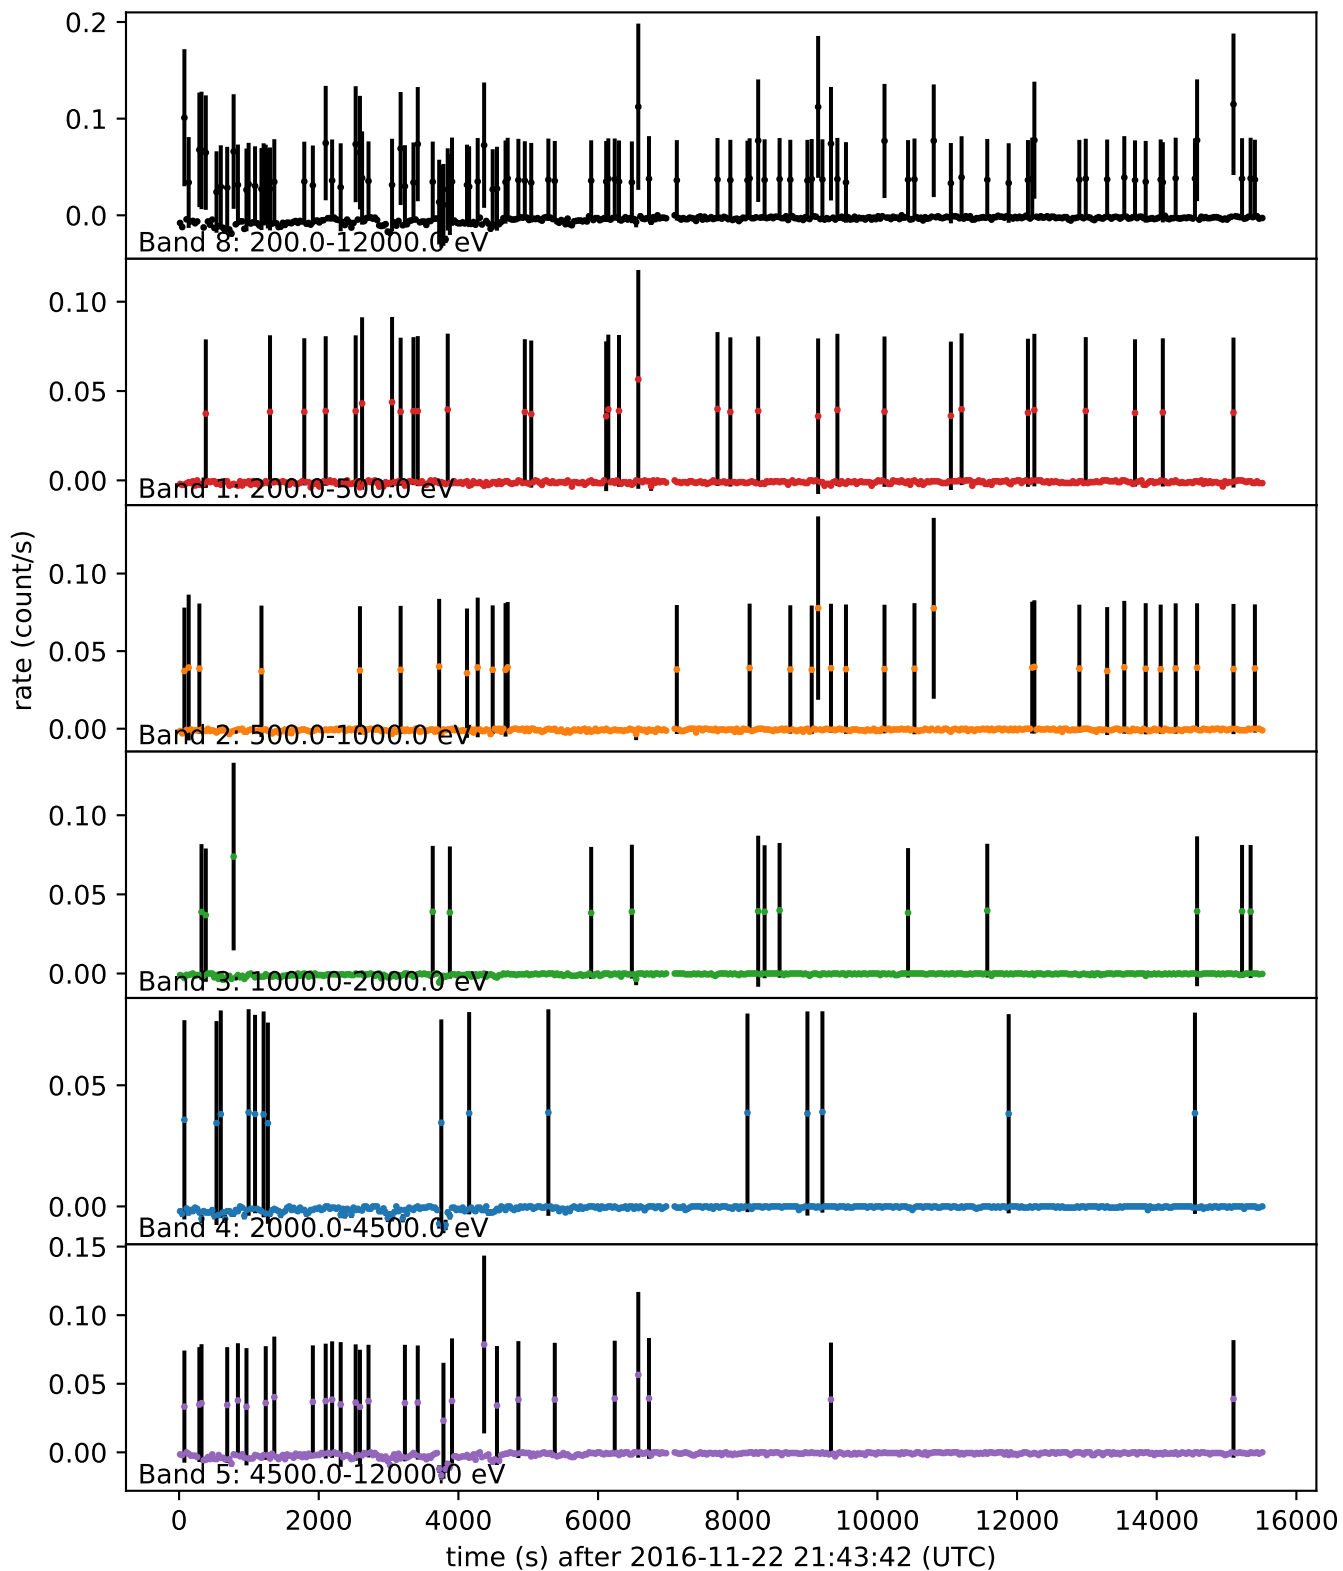 0.2
0.1
0.0
Band 8: 200.0-12000.0 eV
0.10
0.05
0.00
Band 1: 200.0-500.0 eV
rate (count/s)
0.10
0.05
0.00
Band 2: 500.0-1000.0 eV
0.10
0.05
0.00
Band 3: 1000.0-2000.0 eV
0.05
0.00
Band 4: 2000.0-4500.0 eV
0.15
0.10
0.05
0.00
Band 5: 4500.0-12000.0 eV
0 2000 4000 6000 8000 10000 12000 14000 16000
time (s) after 2016-11-22 21:43:42 (UTC)